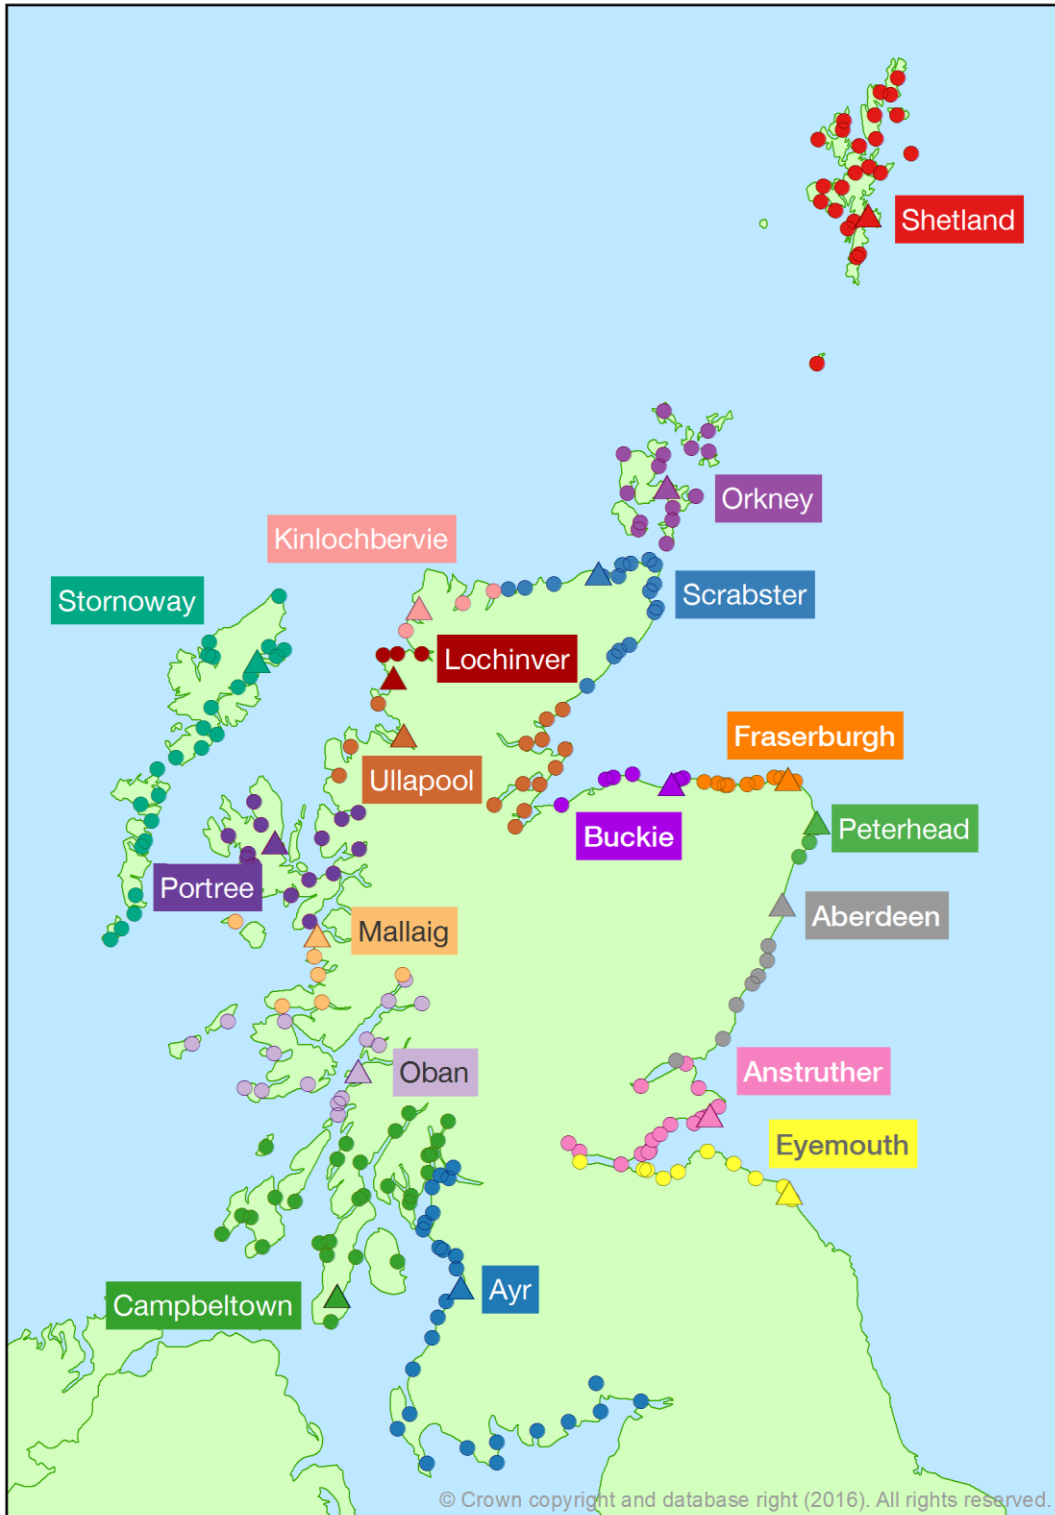 Shetland
Orkney
Kinlochbervie
Stornoway
Scrabster
Lochinver
Fraserburgh
Ullapool
Buckie
Peterhead
Portree
Aberdeen
Mallaig
Oban
Anstruther
Eyemouth
Ayr
Campbeltown
© Crown copyright and database right (2016). All rights reserved.